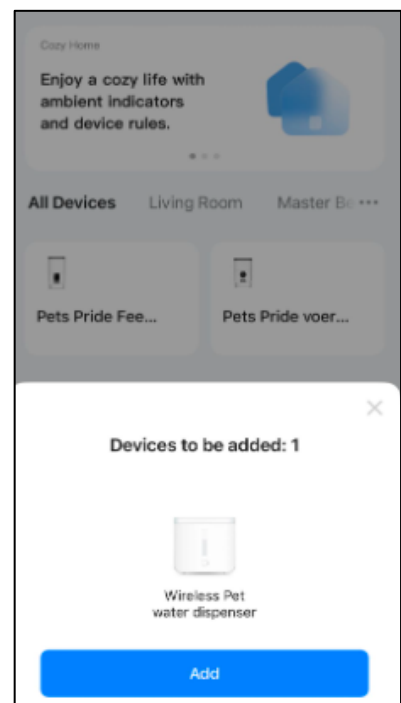 Cozy Home
Enjoy a cozy life with
ambient indicators
and device rules.
All Devices Living Room Master Be •••
Pets Pride Fee... Pets Pride voer...
Devices to be added: 1
Wireless Pet
water dispenser
Add